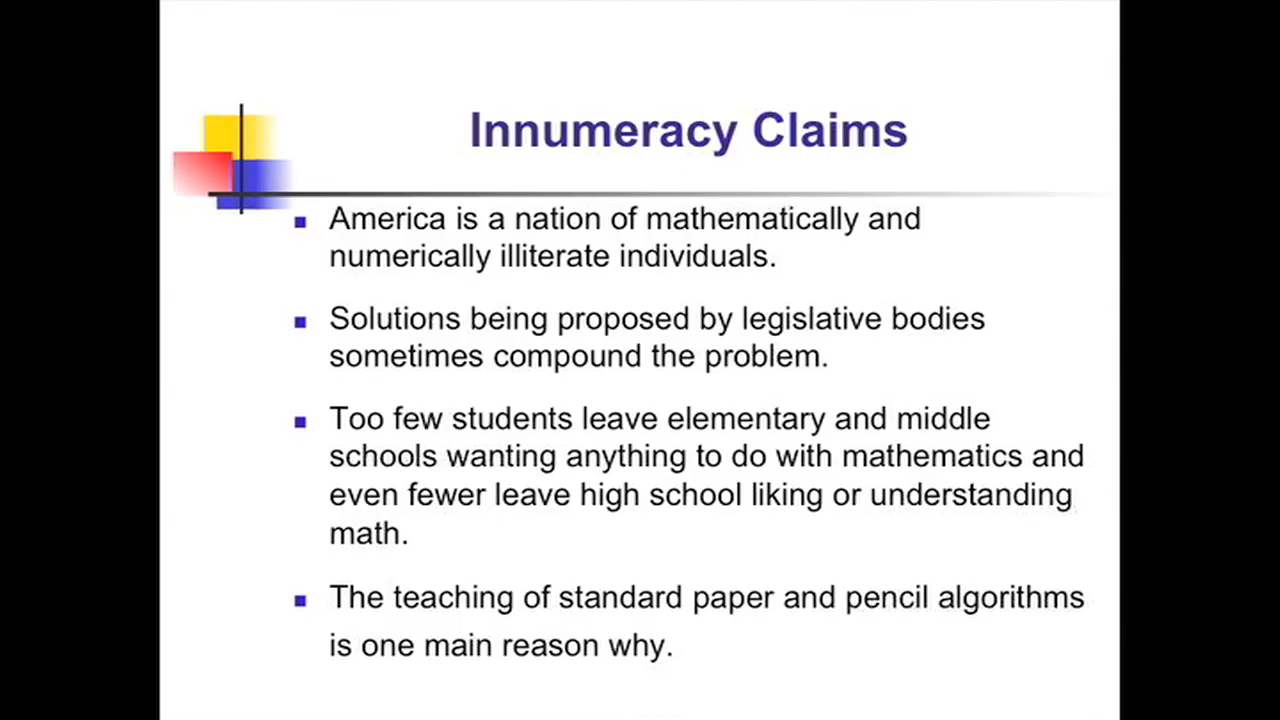 Innumeracy Claims
America is a nation of mathematically and
numerically illiterate individuals.
Solutions being proposed by legislative bodies
sometimes compound the problem.
Too few students leave elementary and middle
schools wanting anything to do with mathematics and
even fewer leave high school liking or understanding
math.
The teaching of standard paper and pencil algorithms
is one main reason why.